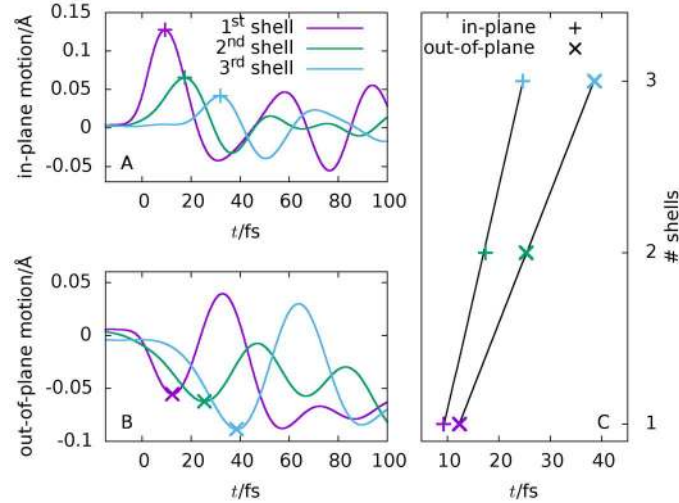 in-plane motion/Å
0.15
0.1
0.05
0
-0.05
1st shell
2nd shell
3rd shell
A
0 20 40 60 80 100
t/fs
out-of-plane motion/Å
0.05
0
-0.05
-0.1
B
0 20 40 60 80 100
t/fs
in-plane
out-of-plane
3
2
1
# shells
C
10 20 30 40
t/fs